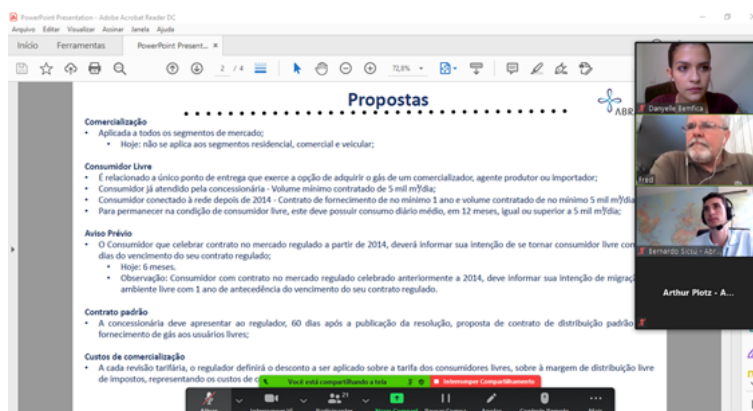 PowerPoint Presentation - Adobe Acrobat Reader DC
Arquivo Editar Visualizar Assinar Janela Ajuda
Início Ferramentas PowerPoint Present... ×
2 / 4 72,8%
Propostas
ABR
Comercialização
• Aplicada a todos os segmentos de mercado;
• Hoje: não se aplica aos segmentos residencial, comercial e veicular;
Consumidor Livre
• É relacionado a único ponto de entrega que exerce a opção de adquirir o gás de um comercializador, agente produtor ou importador;
• Consumidor já atendido pela concessionária - Volume mínimo contratado de 5 mil m³/dia;
• Consumidor conectado à rede depois de 2014 - Contrato de fornecimento de no mínimo 1 ano e volume contratado de no mínimo 5 mil m³/dia
• Para permanecer na condição de consumidor livre, este deve possuir consumo diário médio, em 12 meses, igual ou superior a 5 mil m³/dia;
Aviso Prévio
• O Consumidor que celebrar contrato no mercado regulado a partir de 2014, deverá informar sua intenção de se tornar consumidor livre com
dias do vencimento do seu contrato regulado;
• Hoje: 6 meses.
• Observação: Consumidor com contrato no mercado regulado celebrado anteriormente a 2014, deve informar sua intenção de migraç
ambiente livre com 1 ano de antecedência do vencimento do seu contrato regulado.
Contrato padrão
• A concessionária deve apresentar ao regulador, 60 dias após a publicação da resolução, proposta de contrato de distribuição padrão
fornecimento de gás aos usuários livres;
Custos de comercialização
• A cada revisão tarifária, o regulador definirá o desconto a ser aplicado sobre a tarifa dos consumidores livres, sobre à margem de distribuição livre
de impostos, representando os custos de c
Danyelle Bemfica
Fred
Bernardo Sicsú - Abr...
Arthur Plotz - A...
Você está compartilhando a tela
Interromper Compartilhamento
21